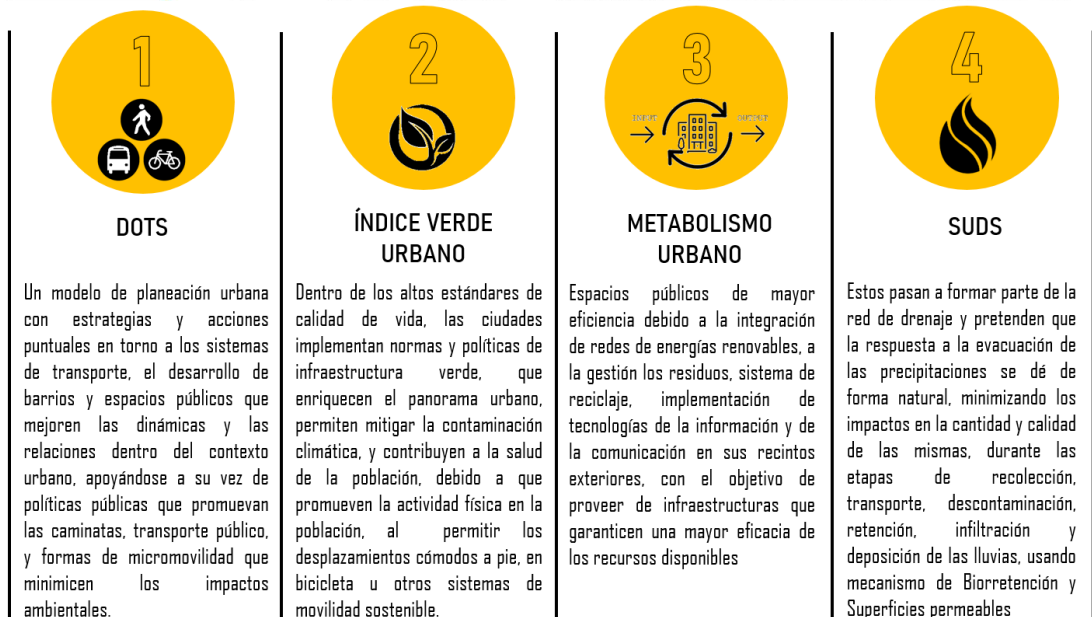 1
DOTS
Un modelo de planeación urbana
con estrategias y acciones
puntuales en torno a los sistemas
de transporte, el desarrollo de
barrios y espacios públicos que
mejoren las dinámicas y las
relaciones dentro del contexto
urbano, apoyándose a su vez de
políticas públicas que promuevan
las caminatas, transporte público,
y formas de micromovilidad que
minimicen los impactos
ambientales.
2
ÍNDICE VERDE
URBANO
Dentro de los altos estándares de
calidad de vida, las ciudades
implementan normas y políticas de
infraestructura verde, que
enriquecen el panorama urbano,
permiten mitigar la contaminación
climática, y contribuyen a la salud
de la población, debido a que
promueven la actividad física en la
población, al permitir los
desplazamientos cómodos a pie, en
bicicleta u otros sistemas de
movilidad sostenible.
3
INPUT
OUTPUT
METABOLISMO
URBANO
Espacios públicos de mayor
eficiencia debido a la integración
de redes de energías renovables, a
la gestión los residuos, sistema de
reciclaje, implementación de
tecnologías de la información y de
la comunicación en sus recintos
exteriores, con el objetivo de
proveer de infraestructuras que
garanticen una mayor eficacia de
los recursos disponibles
4
SUDS
Estos pasan a formar parte de la
red de drenaje y pretenden que
la respuesta a la evacuación de
las precipitaciones se dé de
forma natural, minimizando los
impactos en la cantidad y calidad
de las mismas, durante las
etapas de recolección,
transporte, descontaminación,
retención, infiltración y
deposición de las lluvias, usando
mecanismo de Biorretención y
Superficies permeables